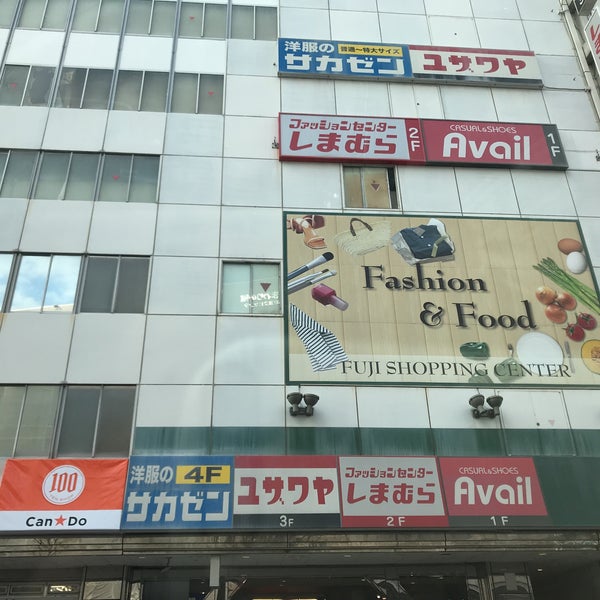 洋服の 普通~特大サイズ
サカゼン
ユザワヤ
ファッションセンター
しまむら
2F
CASUAL&SHOES
Avail
1F
Fashion
& Food
FUJI SHOPPING CENTER
100
Can★Do
洋服の 4F
サカゼン
ユザワヤ
3F
ファッションセンター
しまむら
2F
CASUAL&SHOES
Avail
1F